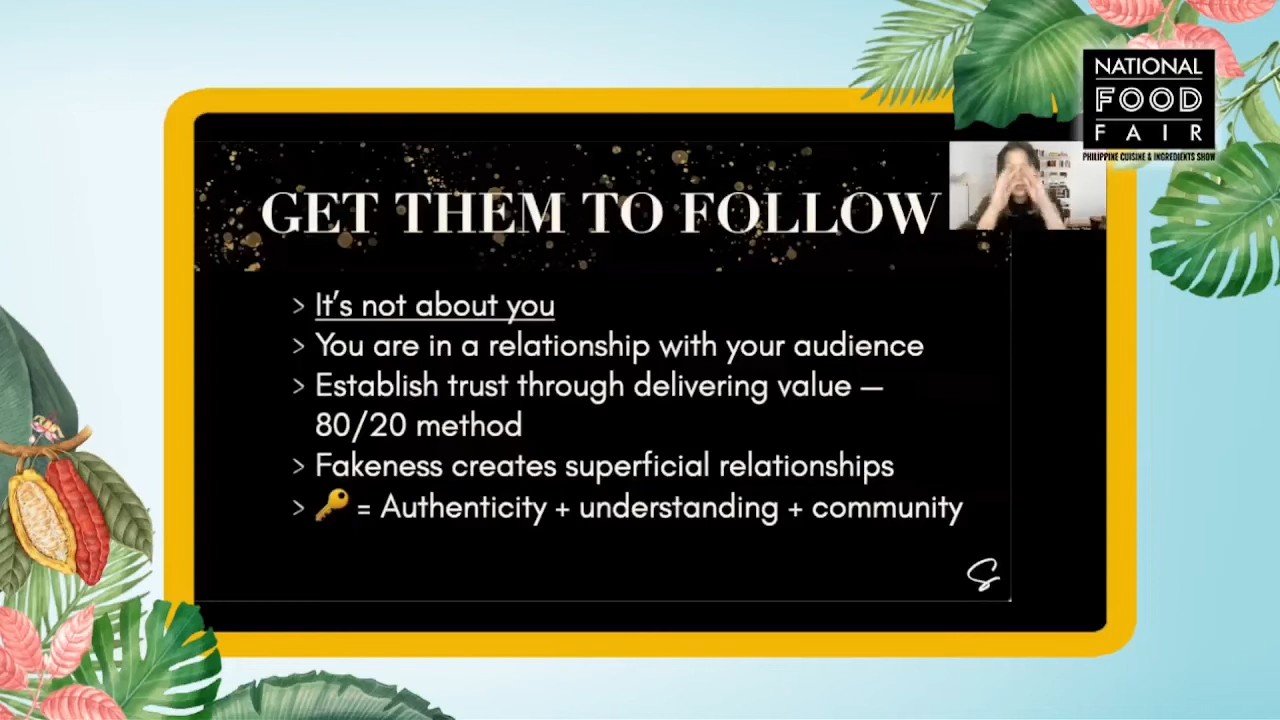 NATIONAL
FOOD
FAIR
PHILIPPINE CUISINE & INGREDIENTS SHOW
GET THEM TO FOLLOW
> It's not about you
> You are in a relationship with your audience
> Establish trust through delivering value —
80/20 method
> Fakeness creates superficial relationships
> 🔑 = Authenticity + understanding + community
S